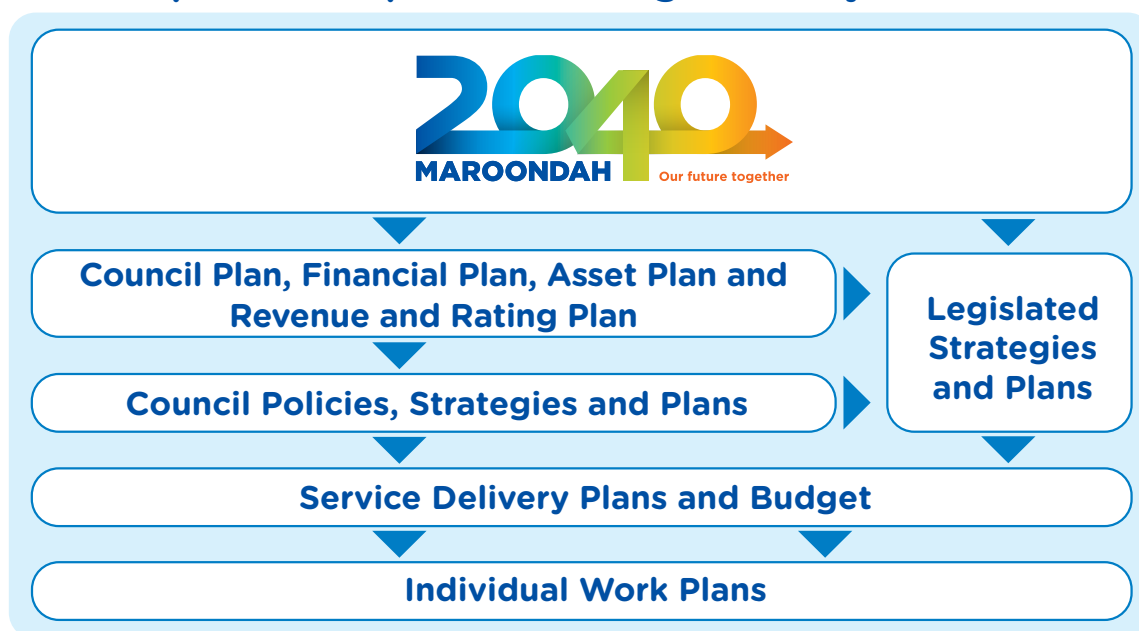 2040
MAROONDAH
Our future together
Council Plan, Financial Plan, Asset Plan and
Revenue and Rating Plan
Legislated
Strategies
and Plans
Council Policies, Strategies and Plans
Service Delivery Plans and Budget
Individual Work Plans